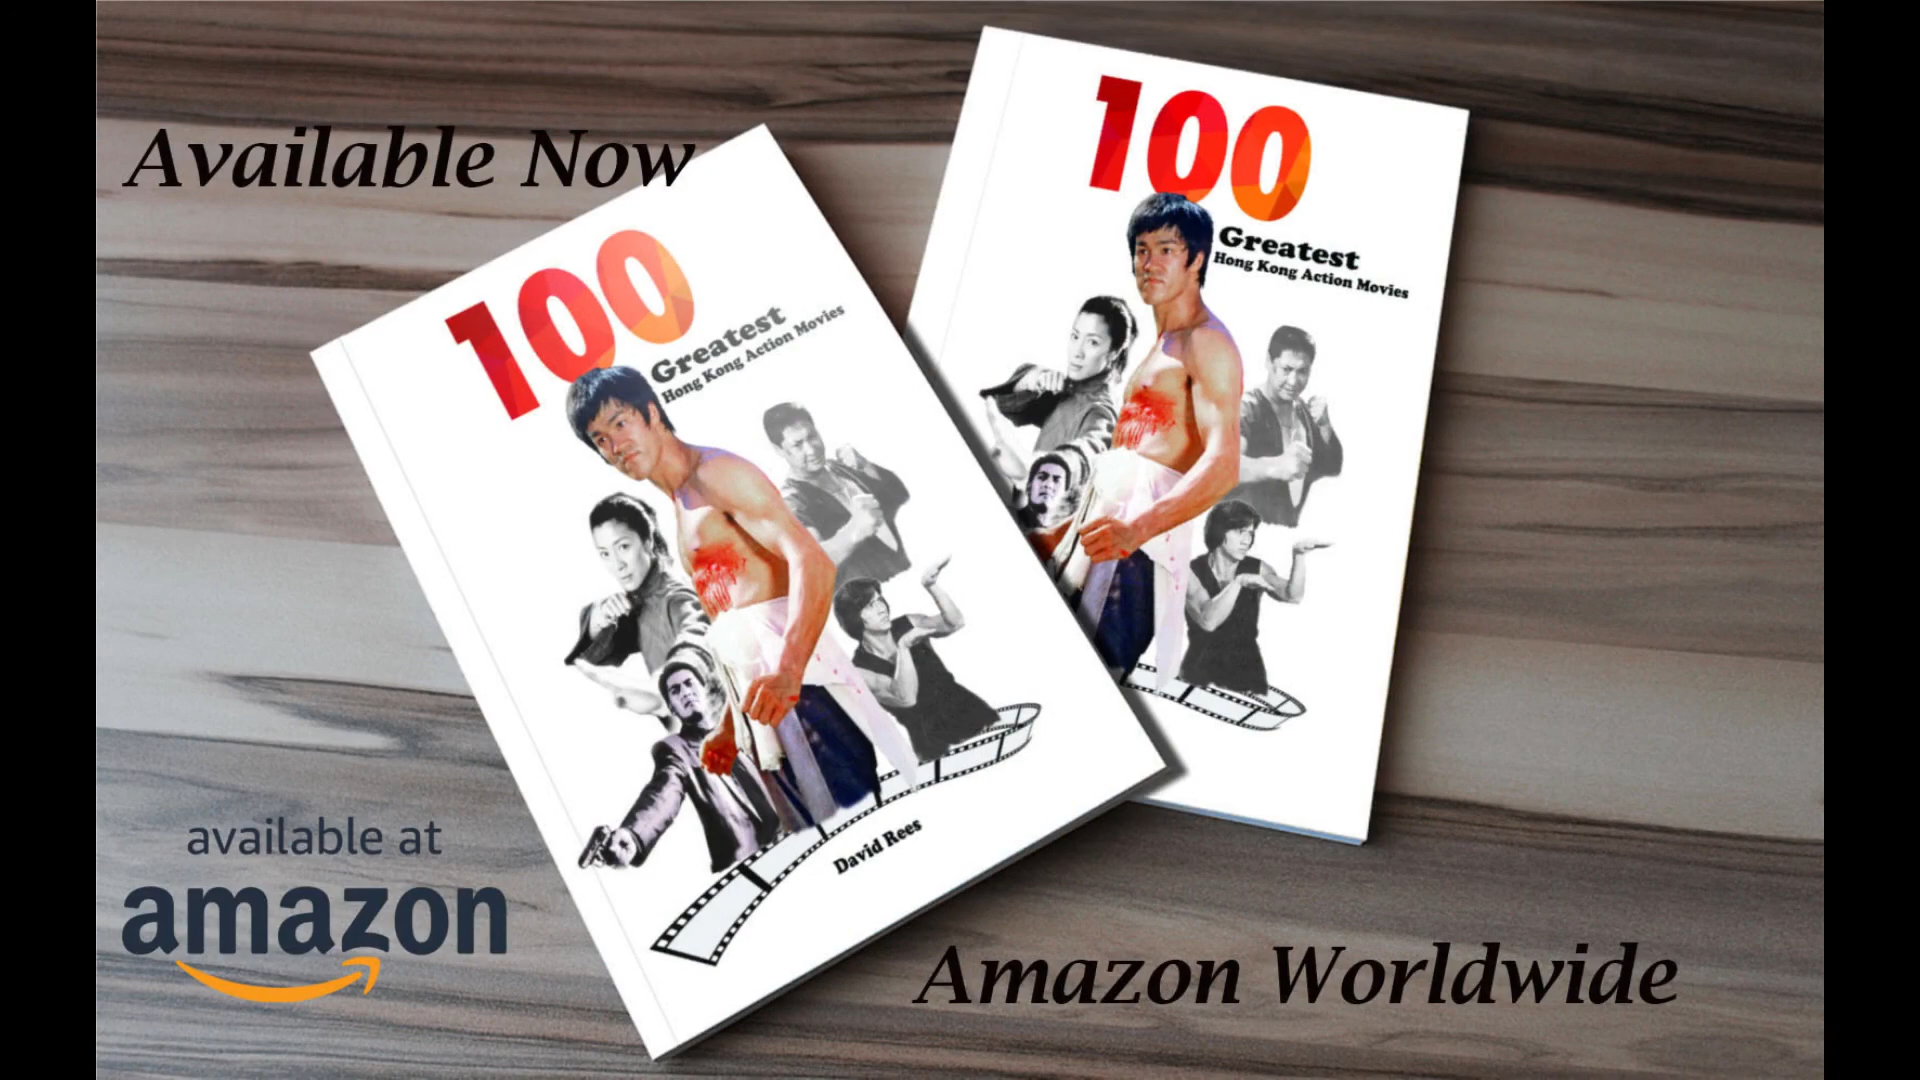 Available Now
100
Greatest
Hong Kong Action Movies
David Rees
100
Greatest
Hong Kong Action Movies
available at
amazon
Amazon Worldwide